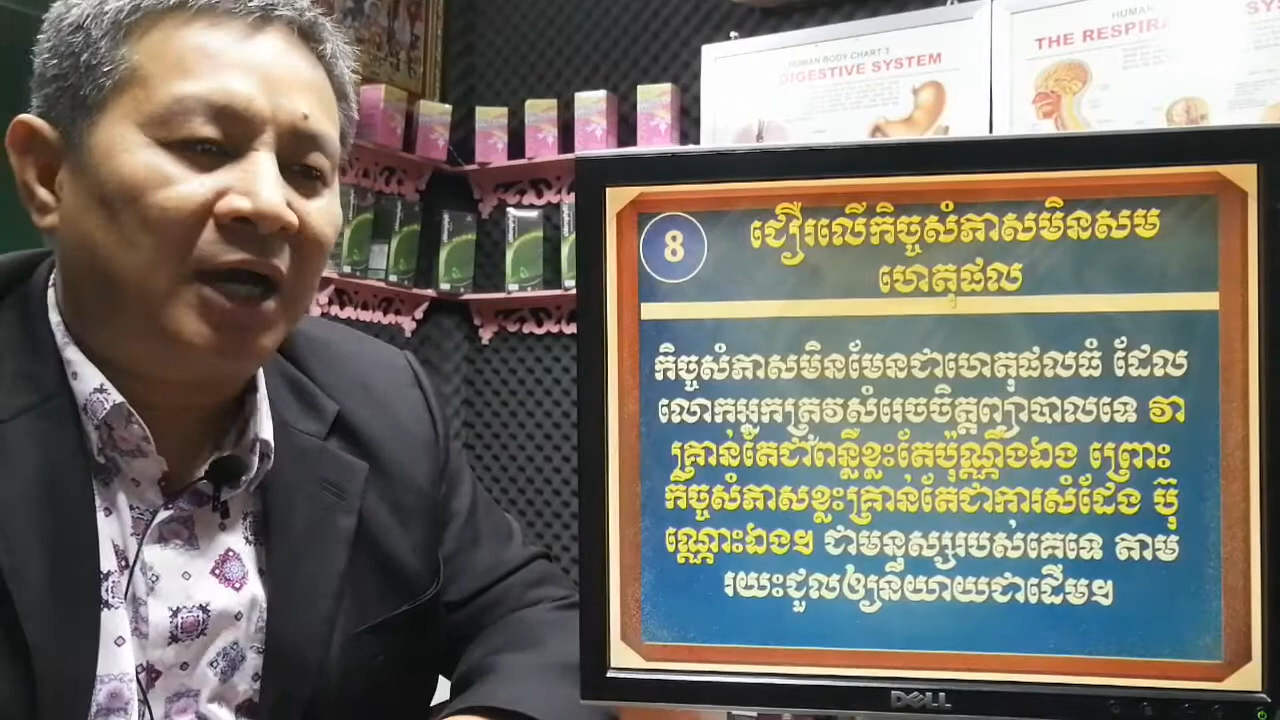 HUMAN BODY CHART-3
DIGESTIVE SYSTEM
HUMAN
THE RESPIRA
SY
8
ជឿរលើកិច្ចសំភាសមិនសម
ហេតុផល
កិច្ចសំភាសមិនមែនជាហេតុផលធំ ដែល
លោកអ្នកត្រូវសំរេចចិត្តព្យាបាលទេ វា
គ្រាន់តែជាពន្លឺខ្លះតែប៉ុណ្ណឹងឯង ព្រោះ
កិច្ចសំភាសខ្លះគ្រាន់តែជាការសំដែង ប៉ុ
ណ្ណោះឯង។ ជាមនុស្សរបស់គេទេ តាម
រយះជួលឲ្យនិយាយជាដើម។
DELL